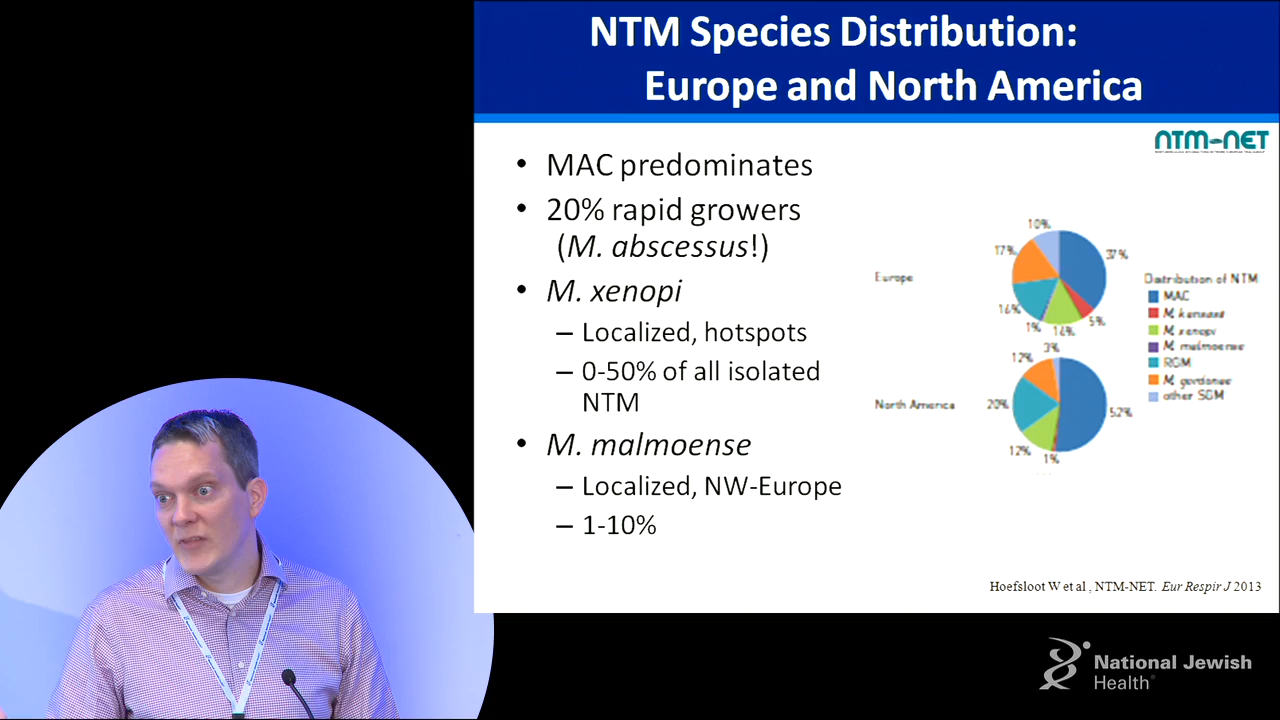 NTM Species Distribution:
Europe and North America
NTM-NET
• MAC predominates
• 20% rapid growers
(M. abscessus!)
• M. xenopi
– Localized, hotspots
– 0-50% of all isolated
NTM
• M. malmoense
– Localized, NW-Europe
– 1-10%
Europe
10%
17%
37%
16%
1%
16%
5%
North America
3%
12%
20%
52%
12%
1%
Distribution of NTM
MAC
M. kansasii
M. xenopi
M. malmoense
RGM
M. gordonae
other SGM
Hoefsloot W et al , NTM-NET. Eur Respir J 2013
National Jewish
Health®